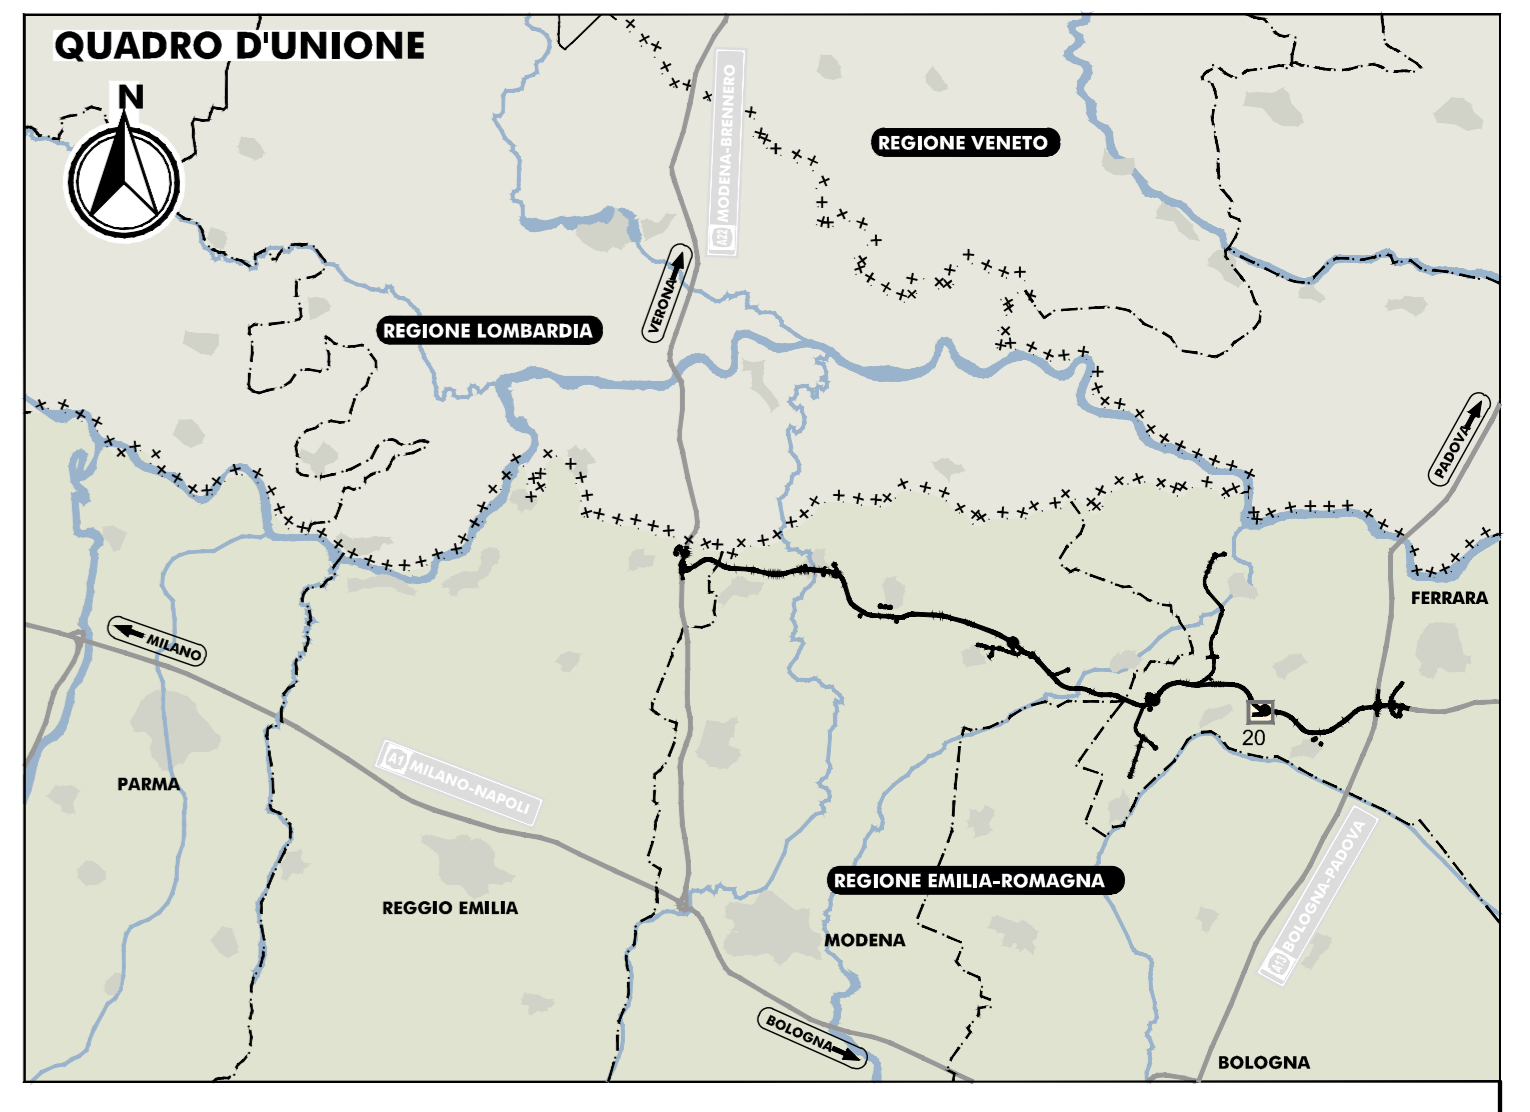 QUADRO D'UNIONE
N
A22 MODENA-BRENNERO
REGIONE VENETO
VERONA
REGIONE LOMBARDIA
PADOVA
FERRARA
MILANO
20
PARMA
A1 MILANO-NAPOLI
REGIONE EMILIA-ROMAGNA
A13 BOLOGNA-PADOVA
REGGIO EMILIA
MODENA
BOLOGNA
BOLOGNA